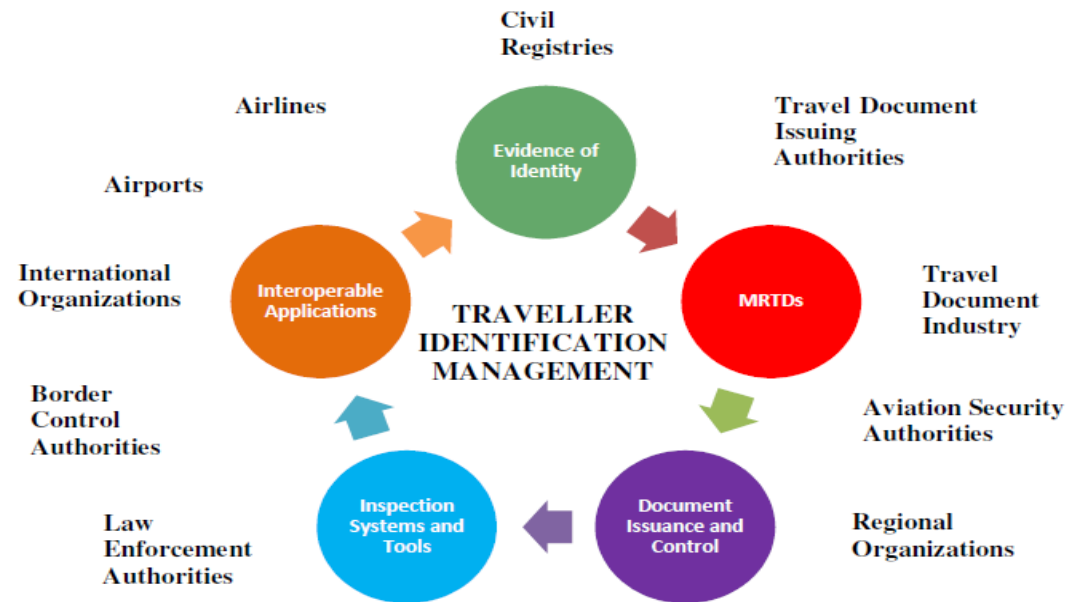 Civil
Registries
Airlines
Travel Document
Issuing
Authorities
Evidence of
Identity
Airports
International
Organizations
Interoperable
Applications
MRTDs
Travel
Document
Industry
TRAVELLER
IDENTIFICATION
MANAGEMENT
Border
Control
Authorities
Aviation Security
Authorities
Inspection
Systems and
Tools
Document
Issuance and
Control
Law
Enforcement
Authorities
Regional
Organizations